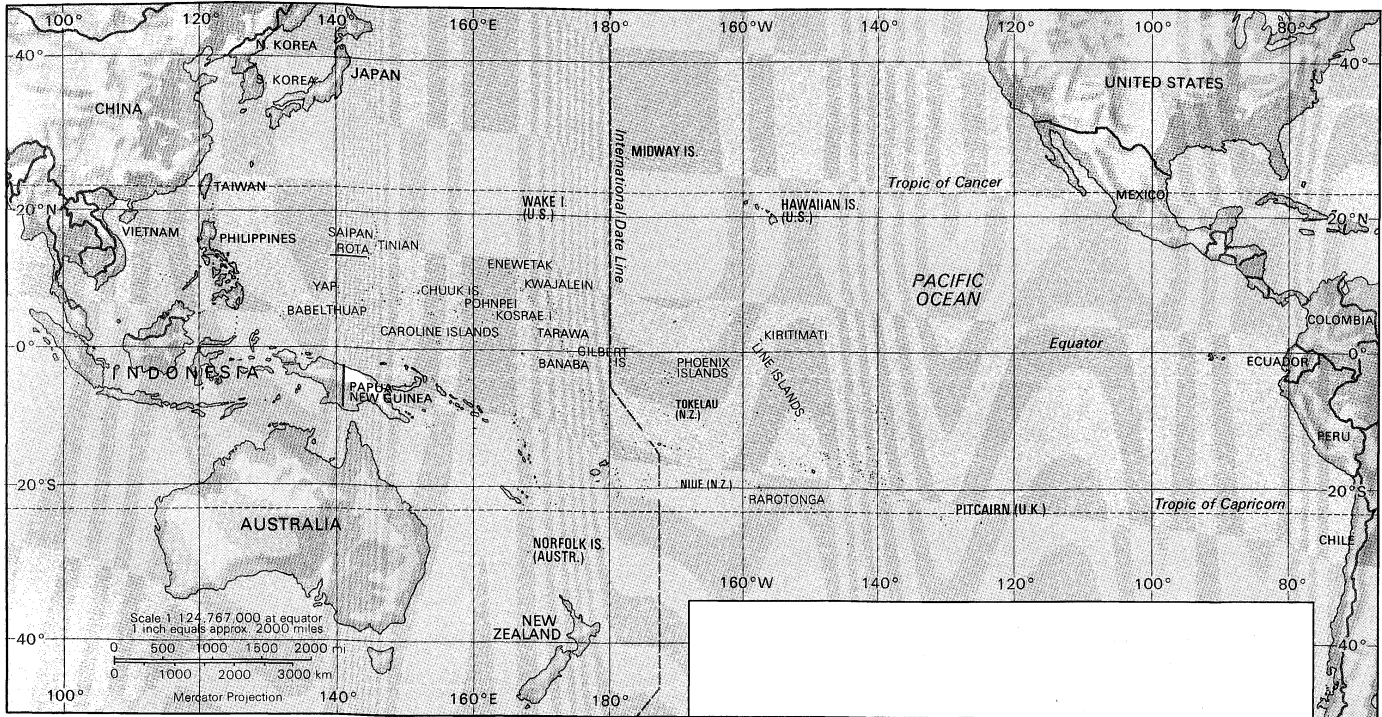 100° 120° 140° 160°E 180° 160°W 140° 120° 100° 80°
40° 40°
N. KOREA
S. KOREA
JAPAN
UNITED STATES
CHINA
International Date Line
MIDWAY IS.
TAIWAN
Tropic of Cancer
MEXICO
WAKE I.
(U.S.)
HAWAIIAN IS.
(U.S.)
20°N 20°N
VIETNAM
PHILIPPINES
SAIPAN
ROTA
TINIAN
ENEWETAK
KWAJALEIN
PACIFIC
OCEAN
YAP
CHUUK IS.
POHNPEI
BABELTHUAP
KOSRAE I
CAROLINE ISLANDS
TARAWA
KIRITIMATI
COLOMBIA
Equator
0° 0°
GILBERT
IS.
BANABA
PHOENIX
ISLANDS
LINE ISLANDS
ECUADOR
INDONESIA
PAPUA
NEW GUINEA
TOKELAU
(N.Z.)
PERU
20°S 20°S
NIUE (N.Z.)
RAROTONGA
PITCAIRN (U.K.)
Tropic of Capricorn
AUSTRALIA
NORFOLK IS.
(AUSTR.)
CHILE
160°W 140° 120° 100° 80°
Scale 1:124,767,000 at equator
1 inch equals approx. 2000 miles
NEW
ZEALAND
40° 40°
0 500 1000 1500 2000 mi
0 1000 2000 3000 km
Mercator Projection
100° 120° 140° 160°E 180°